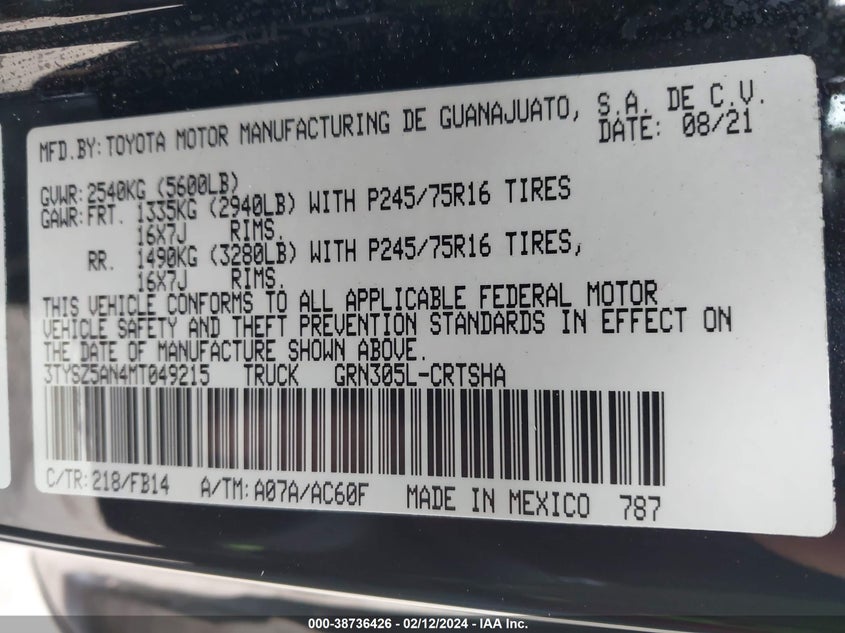 MFD.BY: TOYOTA MOTOR MANUFACTURING DE GUANAJUATO, S.A. DE C.V.
DATE: 08/21
GVWR: 2540KG (5600LB)
GAWR: FRT. 1335KG (2940LB) WITH P245/75R16 TIRES
16X7J RIMS.
RR. 1490KG (3280LB) WITH P245/75R16 TIRES,
16X7J RIMS.
THIS VEHICLE CONFORMS TO ALL APPLICABLE FEDERAL MOTOR
VEHICLE SAFETY AND THEFT PREVENTION STANDARDS IN EFFECT ON
THE DATE OF MANUFACTURE SHOWN ABOVE.
3TYSZ5AN4MT049215 TRUCK GRN305L-CRTSHA
C/TR: 218/FB14 A/TM: A07A/AC60F MADE IN MEXICO 787
000-38736426 - 02/12/2024 - IAA Inc.